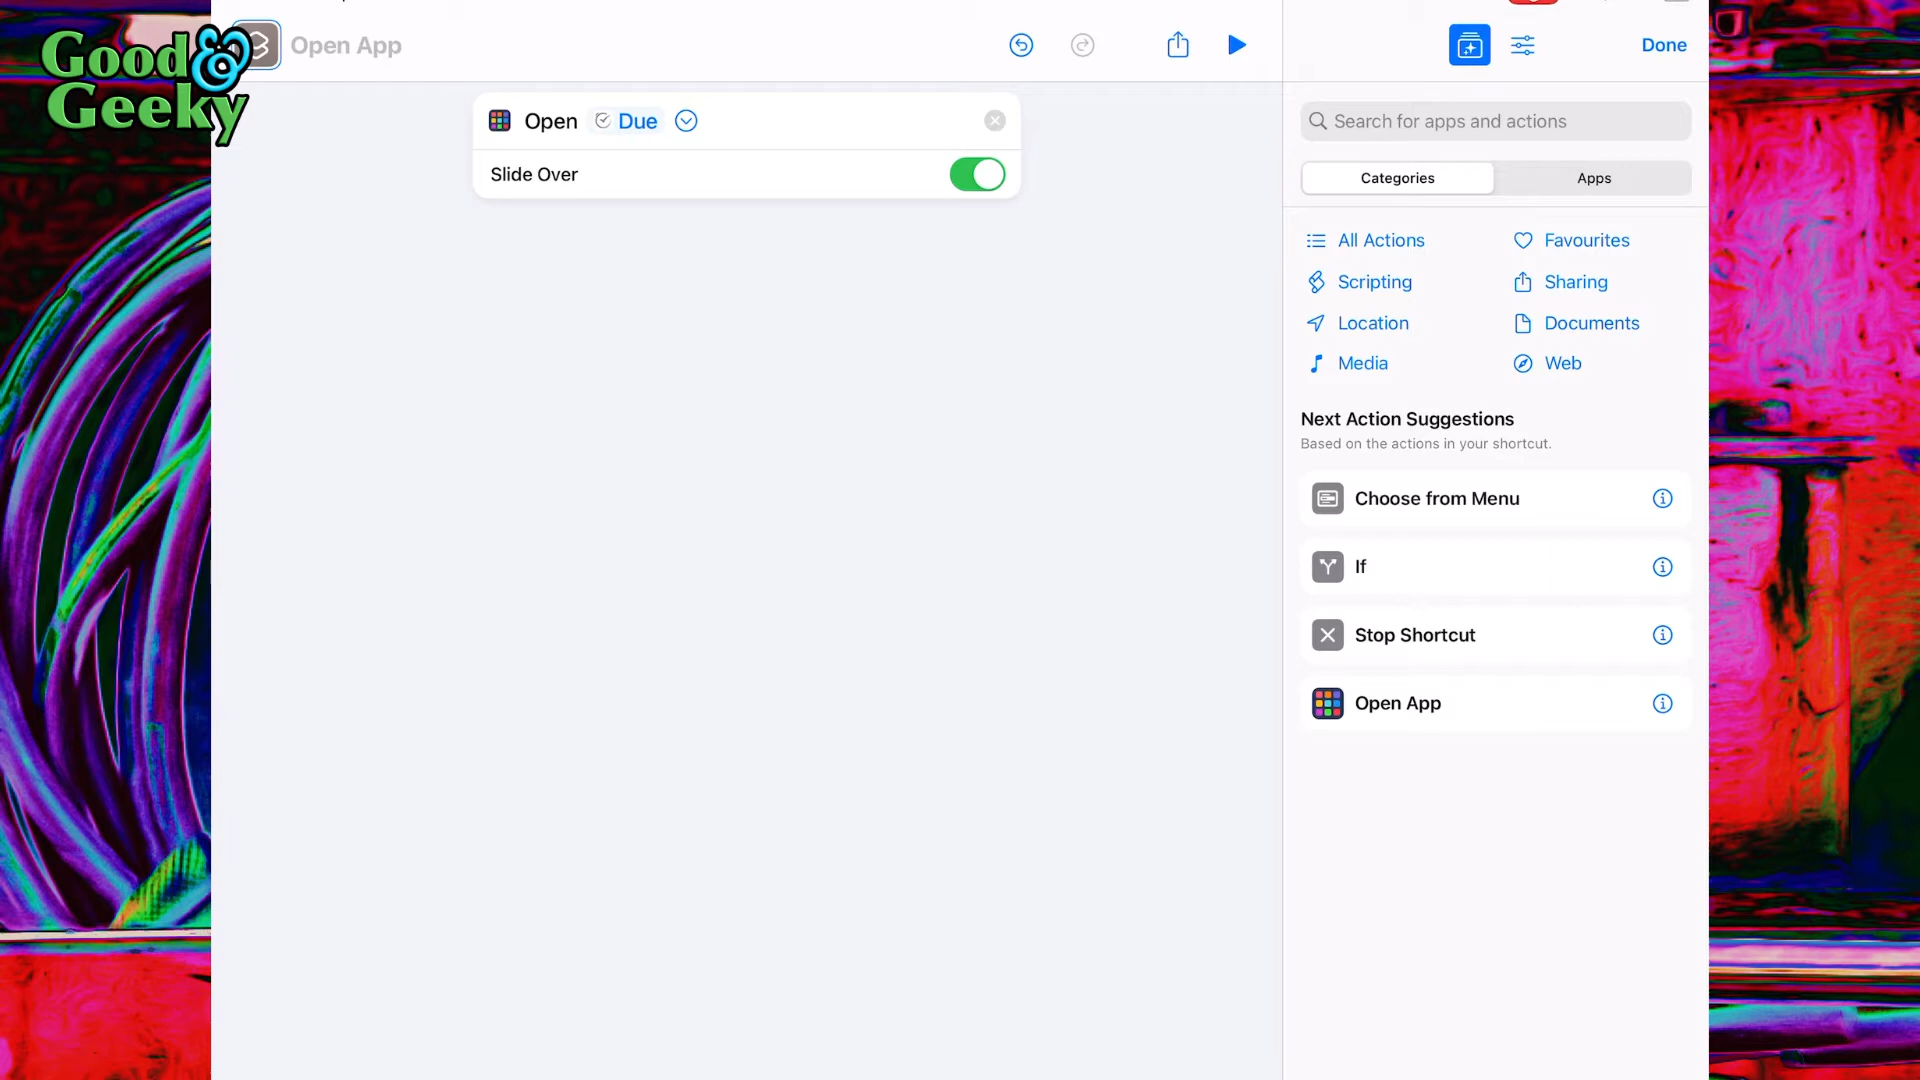 Good &
Geeky
Open App
Done
Open Due
Slide Over
Search for apps and actions
Categories
Apps
All Actions
Favourites
Scripting
Sharing
Location
Documents
Media
Web
Next Action Suggestions
Based on the actions in your shortcut.
Choose from Menu
If
Stop Shortcut
Open App